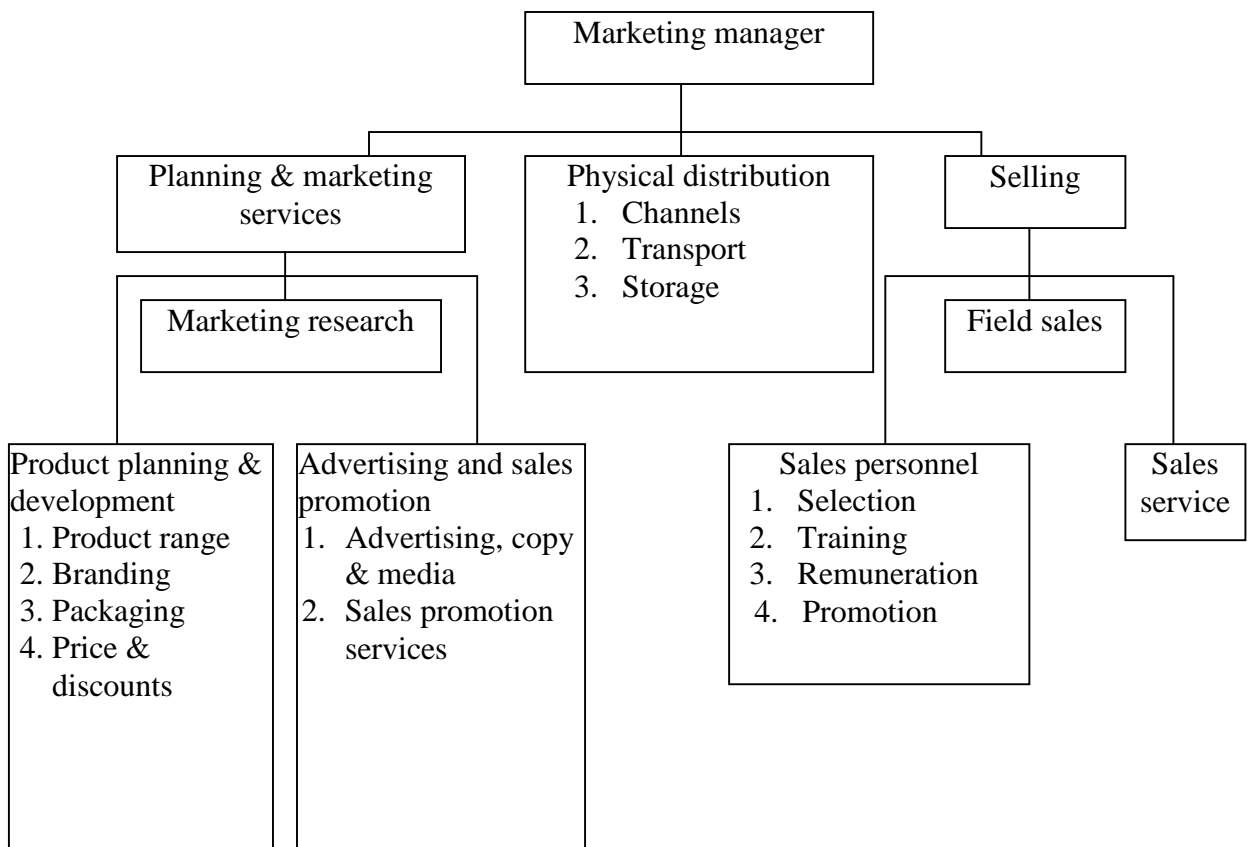 Marketing manager
Planning & marketing
services
Physical distribution
1. Channels
2. Transport
3. Storage
Selling
Marketing research
Field sales
Product planning &
development
1. Product range
2. Branding
3. Packaging
4. Price &
discounts
Advertising and sales
promotion
1. Advertising, copy
& media
2. Sales promotion
services
Sales personnel
1. Selection
2. Training
3. Remuneration
4. Promotion
Sales
service